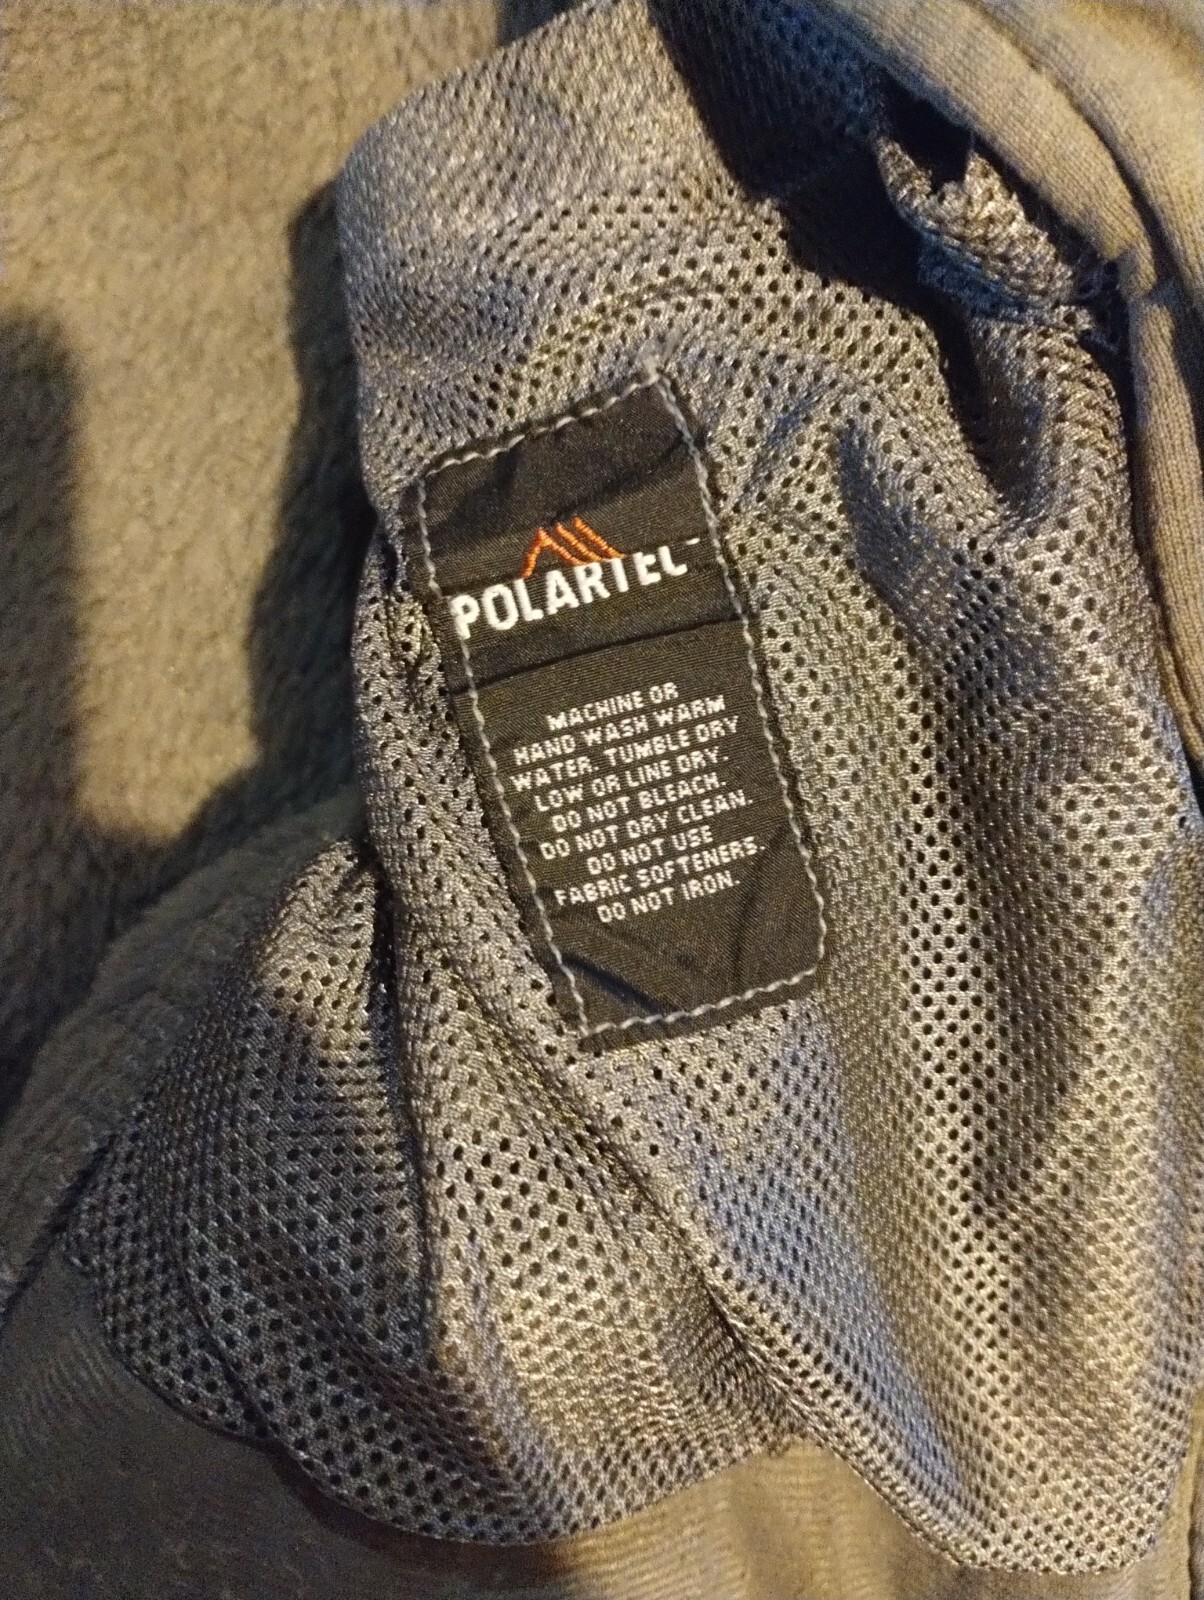 POLARTEC™
MACHINE OR
HAND WASH WARM
WATER. TUMBLE DRY
LOW OR LINE DRY.
DO NOT BLEACH.
DO NOT DRY CLEAN.
DO NOT USE
FABRIC SOFTENERS.
DO NOT IRON.